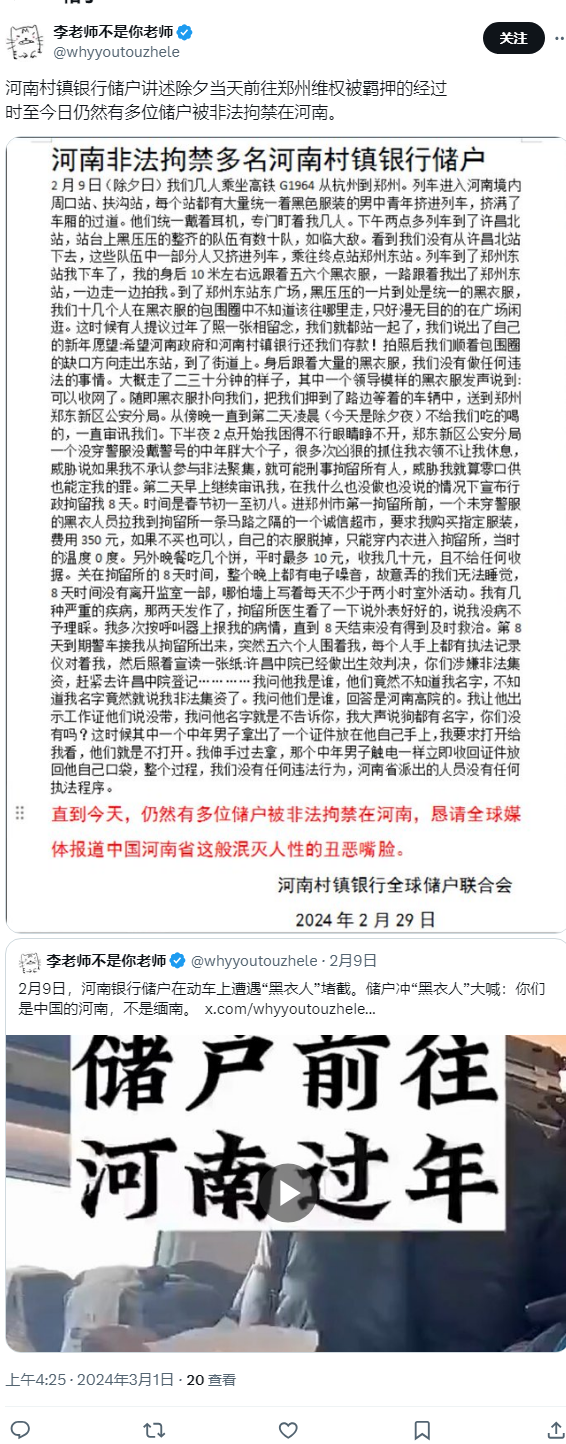 李老师不是你老师
@whyyoutouzhele
关注
河南村镇银行储户讲述除夕当天前往郑州维权被羁押的经过
时至今日仍然有多位储户被非法拘禁在河南。
河南非法拘禁多名河南村镇银行储户
2月9日（除夕日）我们几人乘坐高铁G1964从杭州到郑州。列车进入河南境内
周口站、扶沟站，每个站都有大量统一着黑色服装的男中青年挤进列车，挤满了
车厢的过道。他们统一戴着耳机，专门盯着我几人。下午两点多列车到了许昌北
站，站台上黑压压的整齐的队伍有数十队，如临大敌。看到我们没有从许昌北站
下去，这些队伍中一部分人又挤进列车，乘往终点站郑州东站。列车到了郑州东
站我下车了，我的身后10米左右远跟着五六个黑衣服，一路跟着我出了郑州东
站，一边走一边拍我。到了郑州东站东广场，黑压压的一片到处是统一的黑衣服，
我们十几个人在黑衣服的包围圈中不知道该往哪里走，只好漫无目的的在广场闲
逛。这时候有人提议过年了照一张相留念，我们就都站一起了，我们说出了自己
的新年愿望:希望河南政府和河南村镇银行还我们存款！拍照后我们顺着包围圈
的缺口方向走出东站，到了街道上。身后跟着大量的黑衣服，我们没有做任何违
法的事情。大概走了二三十分钟的样子，其中一个领导模样的黑衣服发声说到:
可以收网了。随即黑衣服扑向我们，把我们押到了路边等着的车辆中，送到郑州
郑东新区公安分局。从傍晚一直到第二天凌晨（今天是除夕夜）不给我们吃的喝
的，一直审讯我们。下半夜2点开始我困得不行眼睛睁不开，郑东新区公安分局
一个没穿警服没戴警号的中年胖大个子，很多次凶狠的抓住我衣领不让我休息，
威胁说如果我不承认参与非法聚集，就可能刑事拘留所有人，威胁我就算零口供
也能定我的罪。第二天早上继续审讯我，在我什么也没做也没说的情况下宣布行
政拘留我8天。时间是春节初一至初八。进郑州市第一拘留所前，一个未穿警服
的黑衣人员拉我到拘留所一条马路之隔的一个诚信超市，要求我购买指定服装，
费用350元，如果不买也可以，自己的衣服脱掉，只能穿内衣进入拘留所，当时
的温度0度。另外晚餐吃几个饼，平时最多10元，收我几十元，且不给任何收
据。关在拘留所的8天时间，整个晚上都有电子噪音，故意弄的我们无法睡觉，
8天时间没有离开监室一部，哪怕墙上写着每天不少于两小时室外活动。我有几
种严重的疾病，那两天发作了，拘留所医生看了一下说外表好好的，说我没病不
予理睬。我多次按呼叫器上报我的病情，直到8天结束没有得到及时救治。第8
天到期警车接我从拘留所出来，突然五六个人围着我，每个人手上都有执法记录
仪对着我，然后照着宣读一张纸:许昌中院已经做出生效判决，你们涉嫌非法集
资，赶紧去许昌中院登记…………我问他我是谁，他们竟然不知道我名字，不知
道我名字竟然就说我非法集资了。我问他们是谁，回答是河南高院的。我让他出
示工作证他们说没带，我问他名字就是不告诉你，我大声说狗都有名字，你们没
有吗？这时候其中一个中年男子拿出了一个证件放在他自己手上，我要求打开给
我看，他们就是不打开。我伸手过去拿，那个中年男子触电一样立即收回证件放
回他自己口袋，整个过程，我们没有任何违法行为，河南省派出的人员没有任何
执法程序。
直到今天，仍然有多位储户被非法拘禁在河南，恳请全球媒
体报道中国河南省这般泯灭人性的丑恶嘴脸。
河南村镇银行全球储户联合会
2024年2月29日
李老师不是你老师 @whyyoutouzhele · 2月9日
2月9日，河南银行储户在动车上遭遇“黑衣人”堵截。储户冲“黑衣人”大喊：你们
是中国的河南，不是缅南。 x.com/whyyoutouzhele…
储户前往
河南过年
上午4:25 · 2024年3月1日 · 20 查看